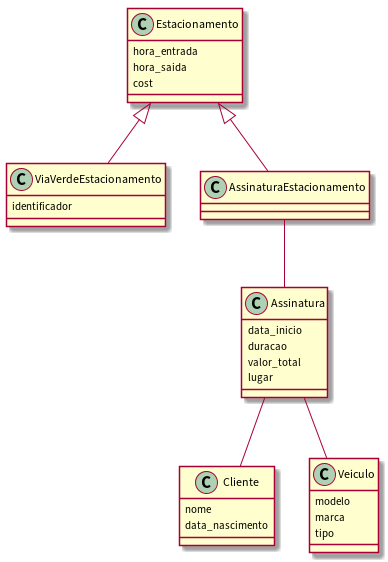 C Estacionamento
hora_entrada
hora_saida
cost
C ViaVerdeEstacionamento
identificador
C AssinaturaEstacionamento
C Assinatura
data_inicio
duracao
valor_total
lugar
C Cliente
nome
data_nascimento
C Veiculo
modelo
marca
tipo